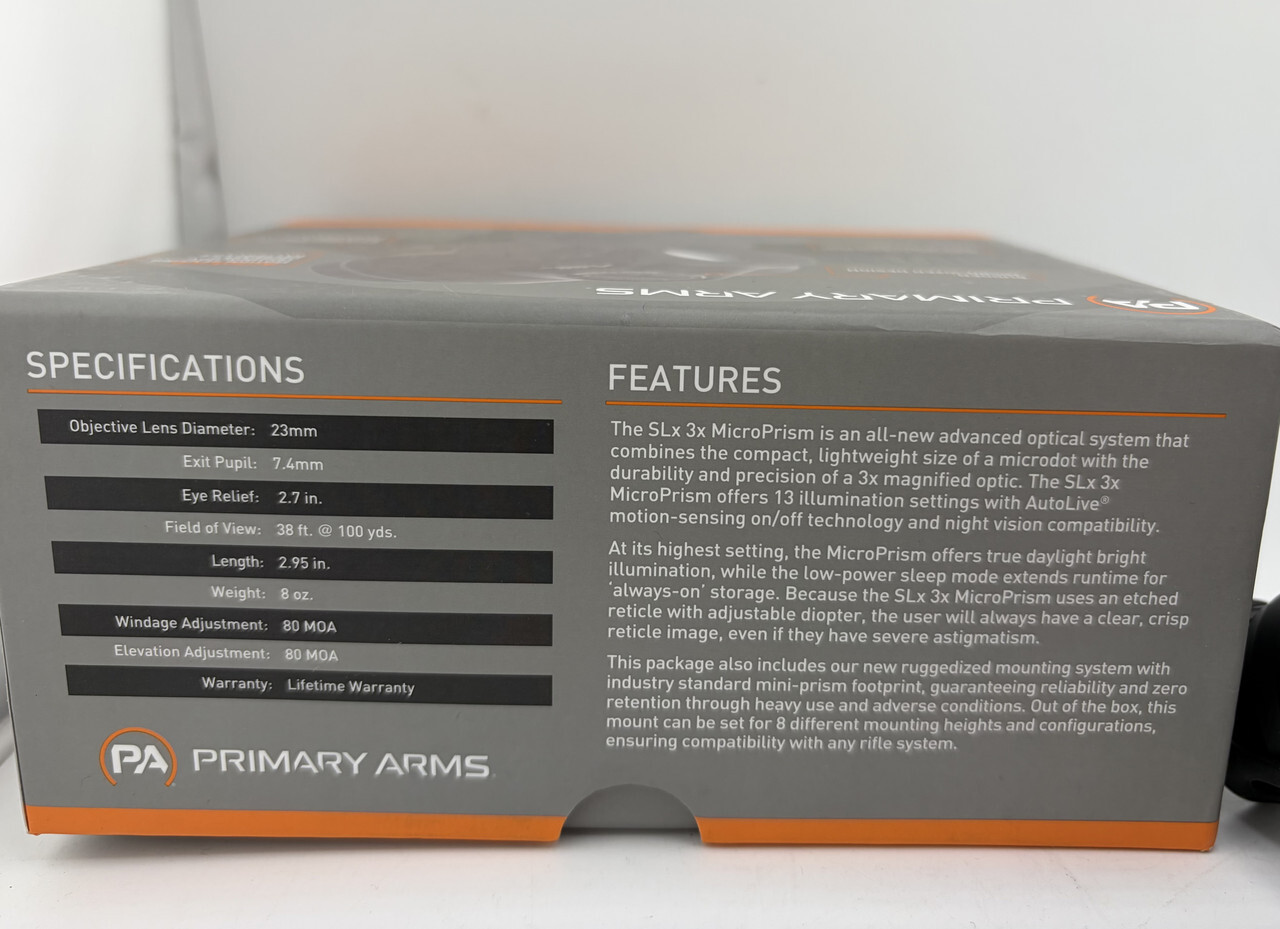 PRIMARY ARMS
PA
SPECIFICATIONS
Objective Lens Diameter: 23mm
Exit Pupil: 7.4mm
Eye Relief: 2.7 in.
Field of View: 38 ft. @ 100 yds.
Length: 2.95 in.
Weight: 8 oz.
Windage Adjustment: 80 MOA
Elevation Adjustment: 80 MOA
Warranty: Lifetime Warranty
PA PRIMARY ARMS
FEATURES
The SLx 3x MicroPrism is an all-new advanced optical system that
combines the compact, lightweight size of a microdot with the
durability and precision of a 3x magnified optic. The SLx 3x
MicroPrism offers 13 illumination settings with AutoLive®
motion-sensing on/off technology and night vision compatibility.
At its highest setting, the MicroPrism offers true daylight bright
illumination, while the low-power sleep mode extends runtime for
‘always-on’ storage. Because the SLx 3x MicroPrism uses an etched
reticle with adjustable diopter, the user will always have a clear, crisp
reticle image, even if they have severe astigmatism.
This package also includes our new ruggedized mounting system with
industry standard mini-prism footprint, guaranteeing reliability and zero
retention through heavy use and adverse conditions. Out of the box, this
mount can be set for 8 different mounting heights and configurations,
ensuring compatibility with any rifle system.